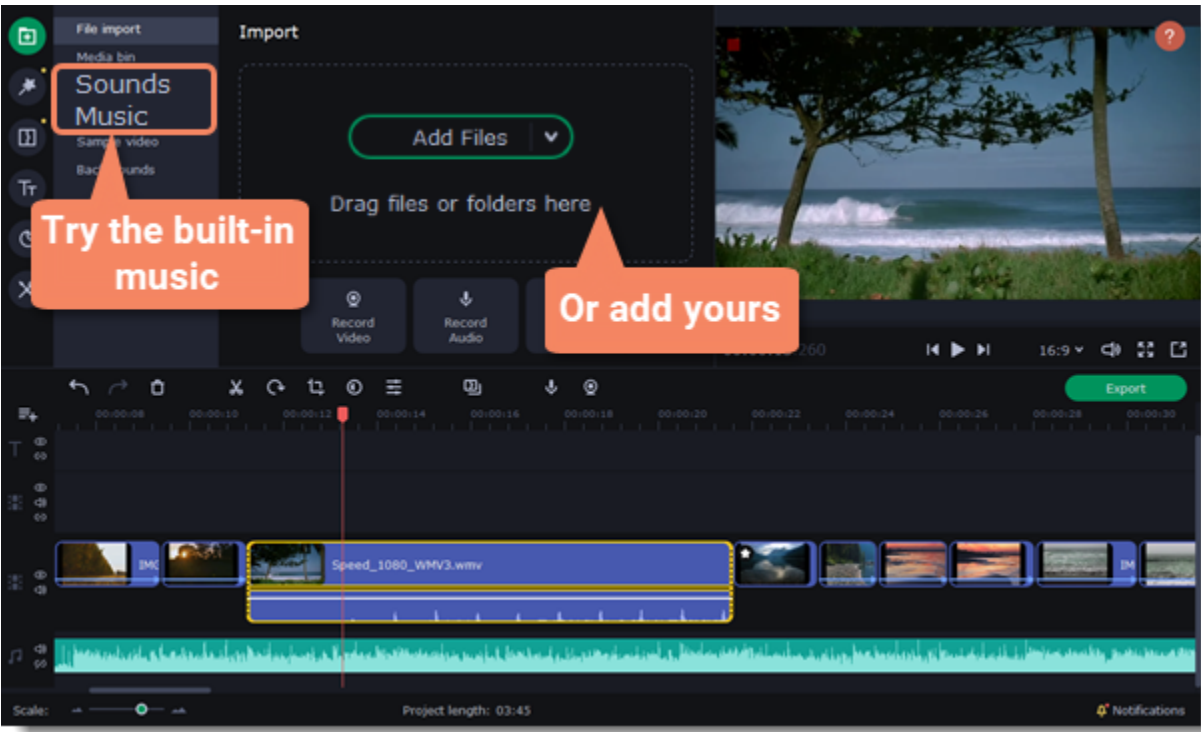 File import
Import
Media bin
Sounds
Music
Sample video
Add Files
Drag files or folders here
Try the built-in
music
Or add yours
Record
Video
Record
Audio
260
16:9
Export
00:00:08 00:00:10 00:00:12 00:00:14 00:00:16 00:00:18 00:00:20 00:00:22 00:00:24 00:00:26 00:00:28 00:00:30
IMG
Speed_1080_WMV3.wmv
IM
Scale:
Project length: 03:45
Notifications